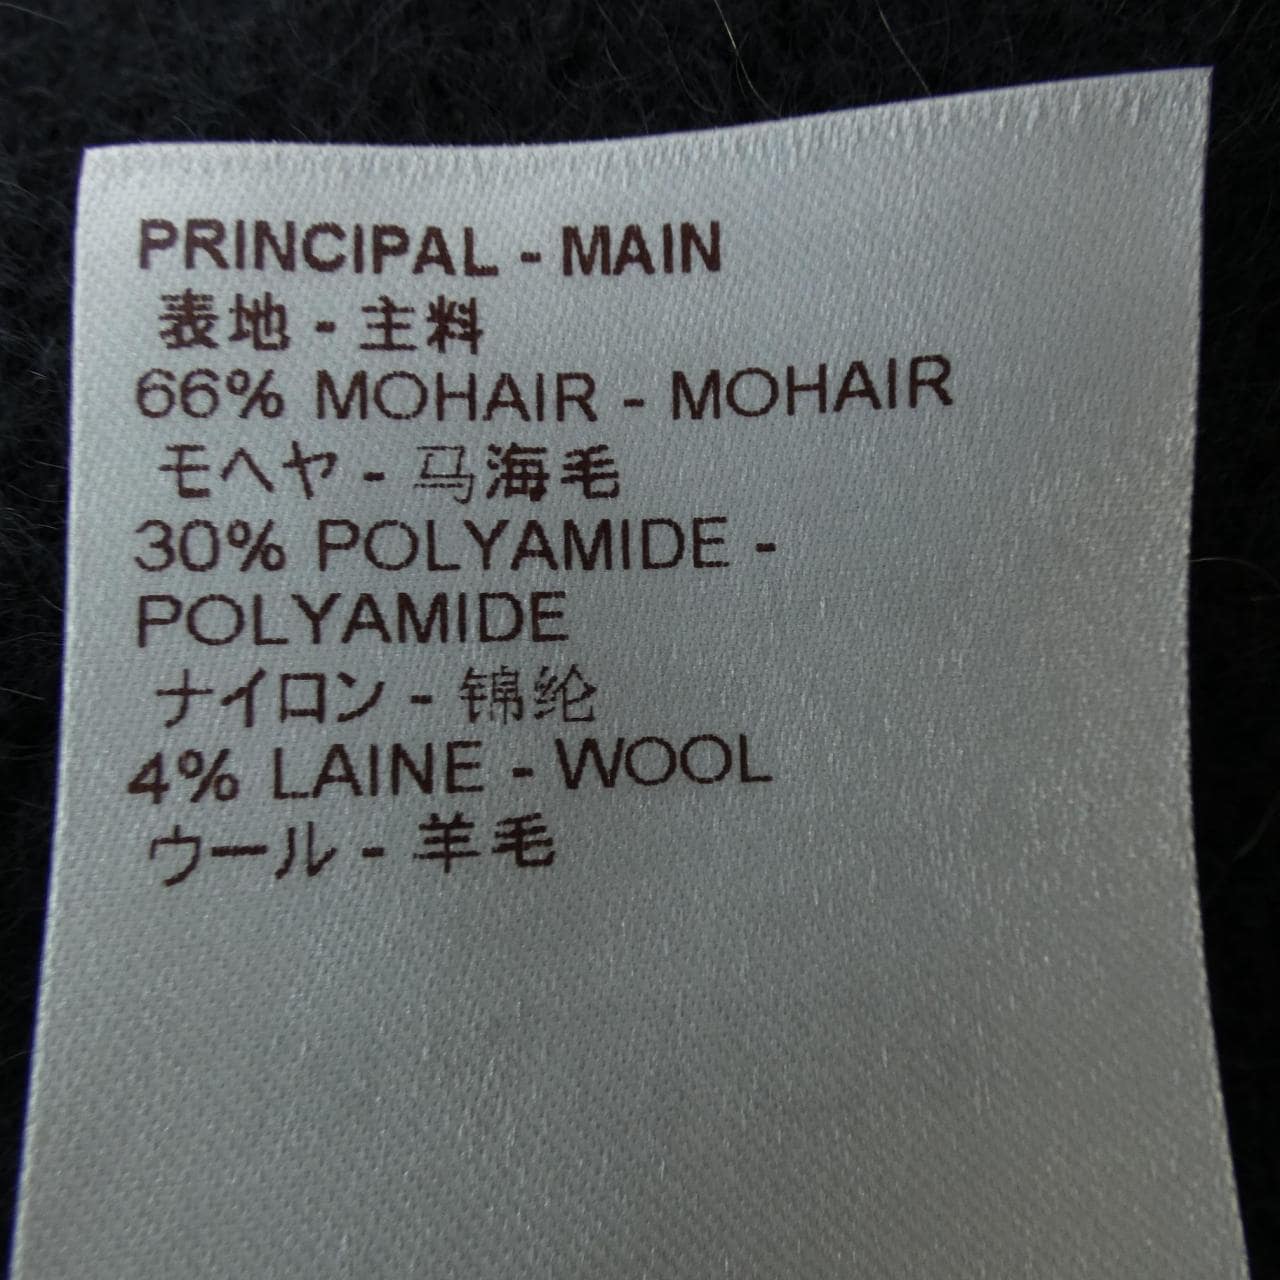 PRINCIPAL - MAIN
表地 - 主料
66% MOHAIR - MOHAIR
モヘヤ - 马海毛
30% POLYAMIDE -
POLYAMIDE
ナイロン - 锦纶
4% LAINE - WOOL
ウール - 羊毛